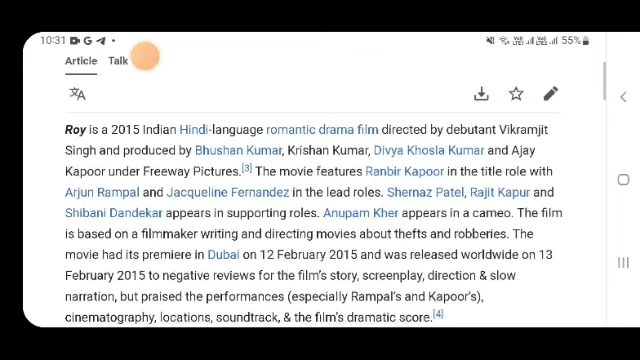 10:31 55%
Article Talk
Roy is a 2015 Indian Hindi-language romantic drama film directed by debutant Vikramjit
Singh and produced by Bhushan Kumar, Krishan Kumar, Divya Khosla Kumar and Ajay
Kapoor under Freeway Pictures.[3] The movie features Ranbir Kapoor in the title role with
Arjun Rampal and Jacqueline Fernandez in the lead roles. Shernaz Patel, Rajit Kapur and
Shibani Dandekar appears in supporting roles. Anupam Kher appears in a cameo. The film
is based on a filmmaker writing and directing movies about thefts and robberies. The
movie had its premiere in Dubai on 12 February 2015 and was released worldwide on 13
February 2015 to negative reviews for the film's story, screenplay, direction & slow
narration, but praised the performances (especially Rampal's and Kapoor's),
cinematography, locations, soundtrack, & the film's dramatic score.[4]